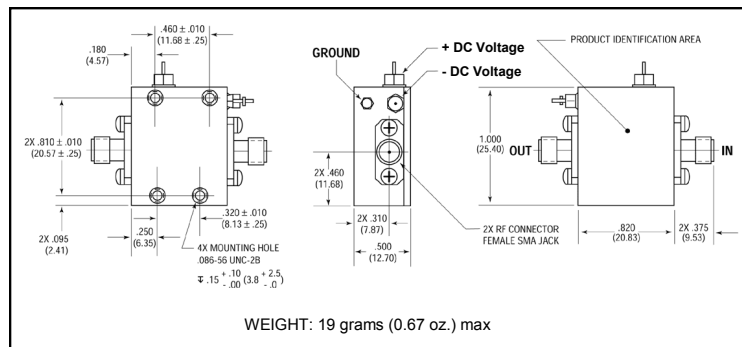 .460 ± .010
(11.68 ± .25)
.180
(4.57)
2X .810 ± .010
(20.57 ± .25)
2X .095
(2.41)
.250
(6.35)
.320 ± .010
(8.13 ± .25)
4X MOUNTING HOLE
.086-56 UNC-2B
↧ .15 + .10 - .00 (3.8 + 2.5 - .0)
GROUND
+ DC Voltage
- DC Voltage
2X .460
(11.68)
2X .310
(7.87)
.500
(12.70)
2X RF CONNECTOR
FEMALE SMA JACK
PRODUCT IDENTIFICATION AREA
1.000
(25.40)
OUT
IN
.820
(20.83)
2X .375
(9.53)
WEIGHT: 19 grams (0.67 oz.) max